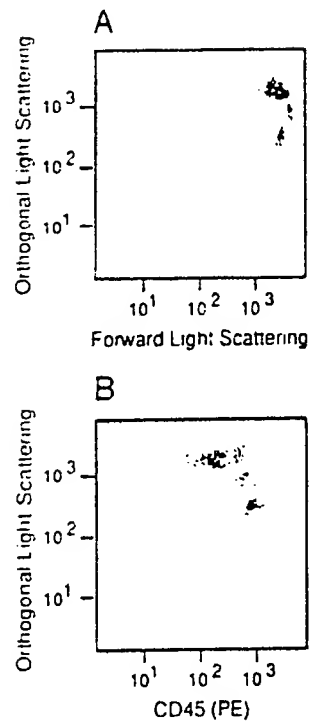 A
Orthogonal Light Scattering
10³
10²
10¹
10¹ 10² 10³
Forward Light Scattering
B
Orthogonal Light Scattering
10³
10²
10¹
10¹ 10² 10³
CD45 (PE)